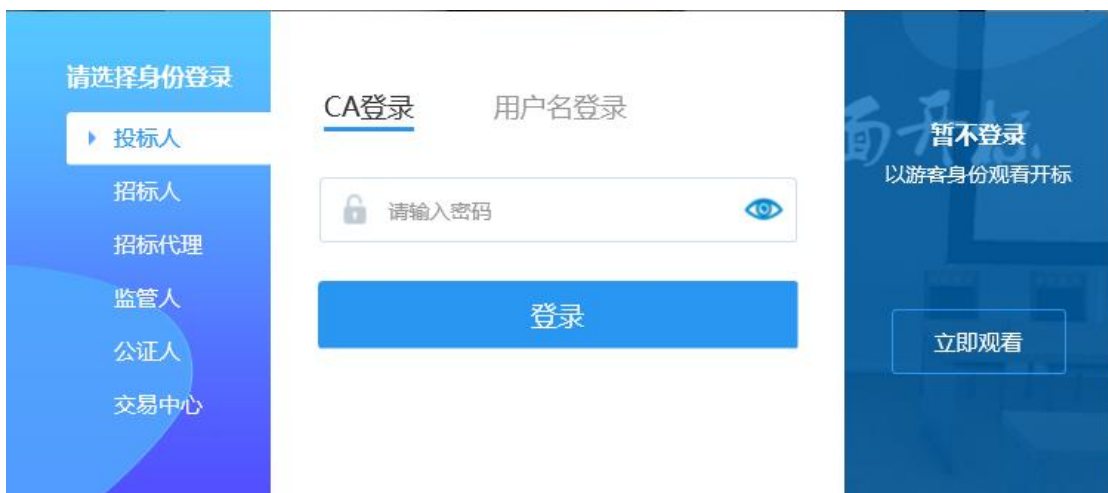 请选择身份登录
投标人
招标人
招标代理
监管人
公证人
交易中心
CA登录
用户名登录
请输入密码
登录
面开标
暂不登录
以游客身份观看开标
立即观看